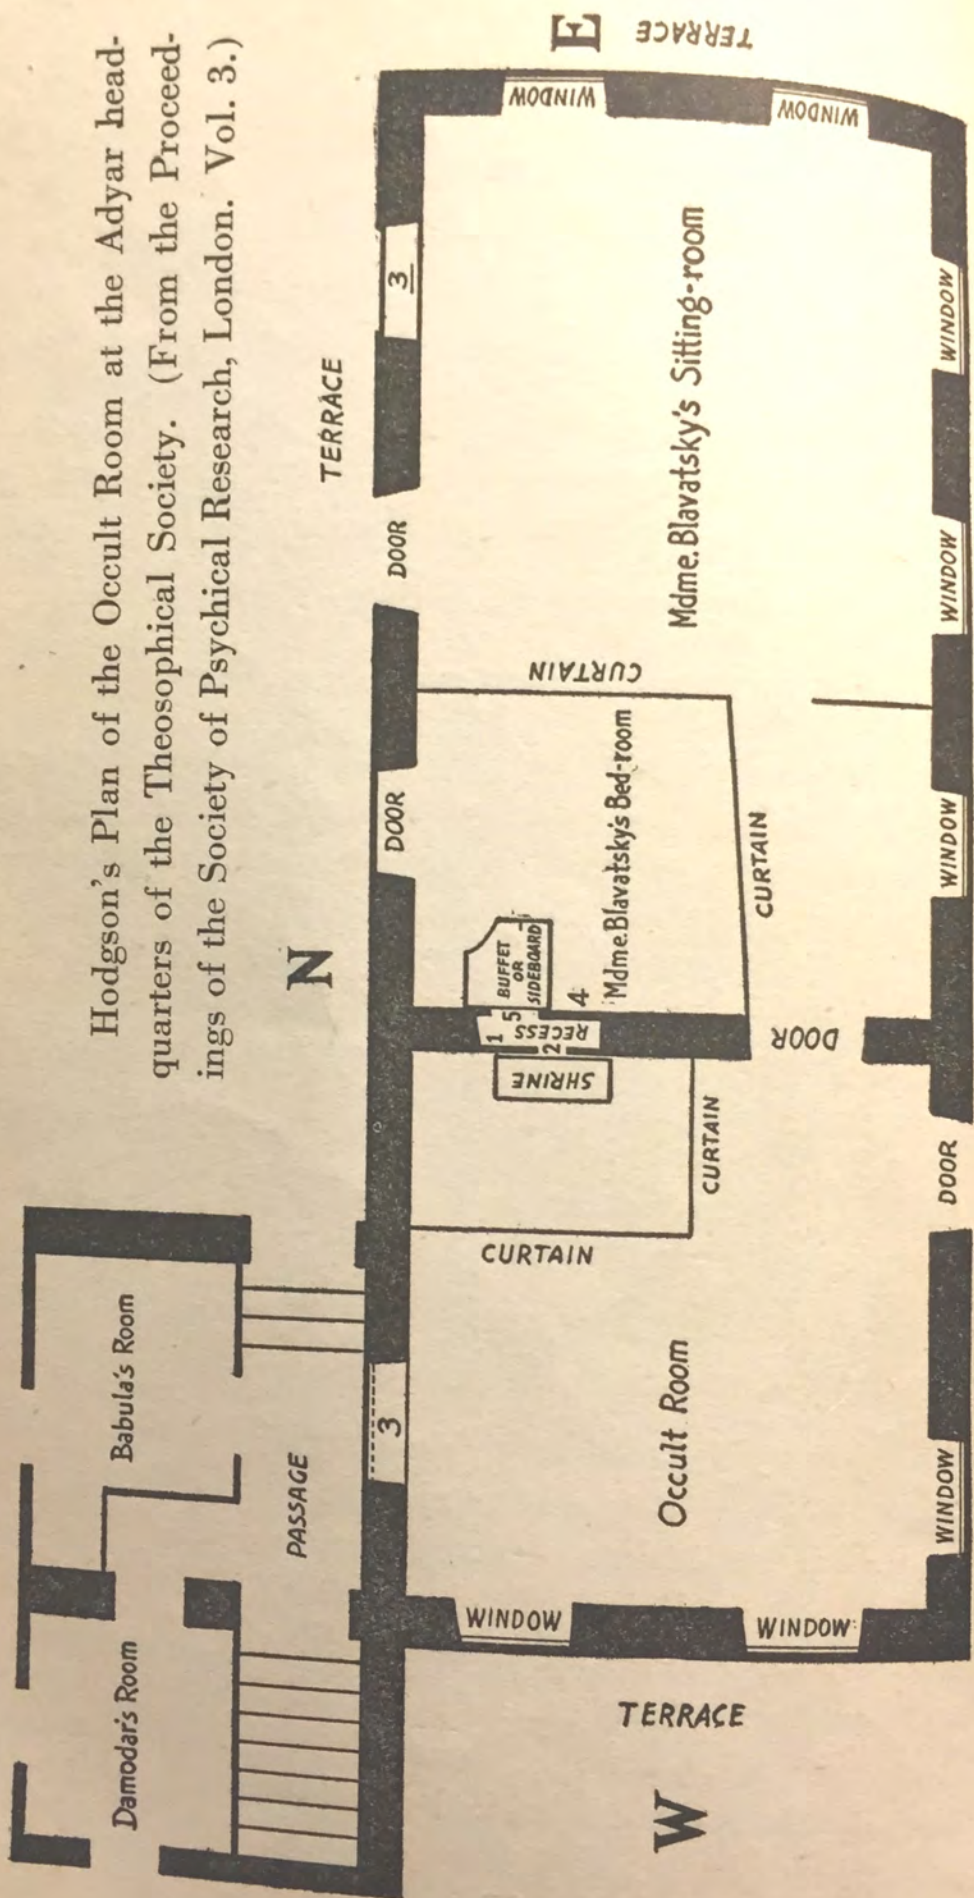 Hodgson's Plan of the Occult Room at the Adyar head-
quarters of the Theosophical Society. (From the Proceed-
ings of the Society of Psychical Research, London. Vol. 3.)
N
E
TERRACE
TERRACE
Damodar's Room
Babula's Room
PASSAGE
3
DOOR
DOOR
3
WINDOW
WINDOW
W
TERRACE
WINDOW
WINDOW
Occult Room
CURTAIN
CURTAIN
SHRINE
1
2
RECESS
5
4
BUFFET
OR
SIDEBOARD
Mdme.Blavatsky's Bed-room
CURTAIN
CURTAIN
Mdme.Blavatsky's Sitting-room
DOOR
WINDOW
DOOR
WINDOW
WINDOW
WINDOW